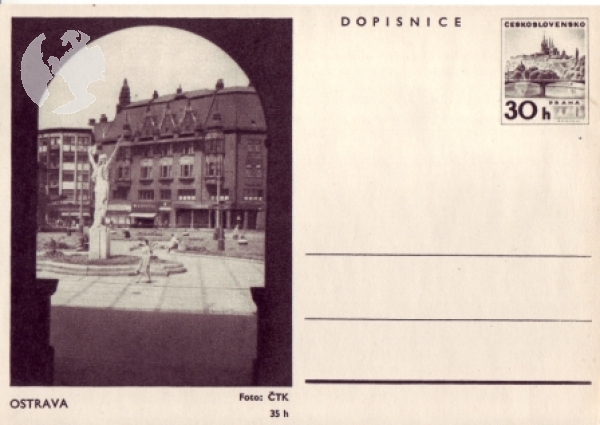 DOPISNICE
ČESKOSLOVENSKO
PRAHA
30 h
OSTRAVA
Foto: ČTK
35 h